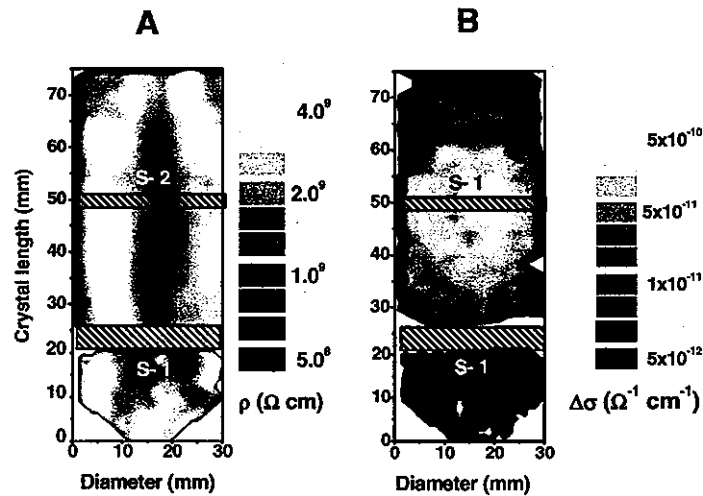 A
B
Crystal length (mm)
70
60
50
40
30
20
10
0
S-2
S-1
0 10 20 30
Diameter (mm)
4.0⁹
2.0⁹
1.0⁹
5.0⁸
ρ (Ω cm)
70
60
50
40
30
20
10
0
S-1
S-1
0 10 20 30
Diameter (mm)
5x10⁻¹⁰
5x10⁻¹¹
1x10⁻¹¹
5x10⁻¹²
Δσ (Ω⁻¹ cm⁻¹)